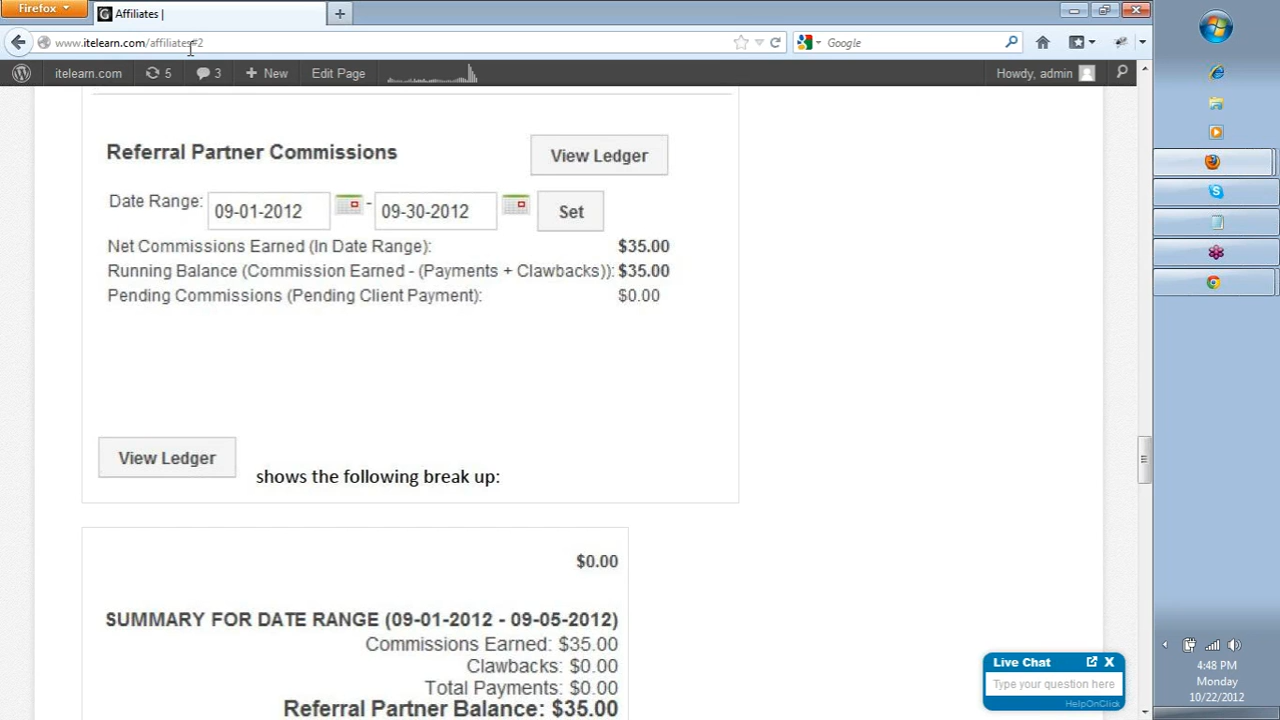 Firefox
Affiliates |
www.itelearn.com/affiliates#2
Google
itelearn.com
5
3
New
Edit Page
Howdy, admin
Referral Partner Commissions
View Ledger
Date Range: 09-01-2012 - 09-30-2012 Set
Net Commissions Earned (In Date Range): $35.00
Running Balance (Commission Earned - (Payments + Clawbacks)): $35.00
Pending Commissions (Pending Client Payment): $0.00
View Ledger
shows the following break up:
$0.00
SUMMARY FOR DATE RANGE (09-01-2012 - 09-05-2012)
Commissions Earned: $35.00
Clawbacks: $0.00
Total Payments: $0.00
Referral Partner Balance: $35.00
Live Chat
Type your question here
HelpOnClick
4:48 PM
Monday
10/22/2012